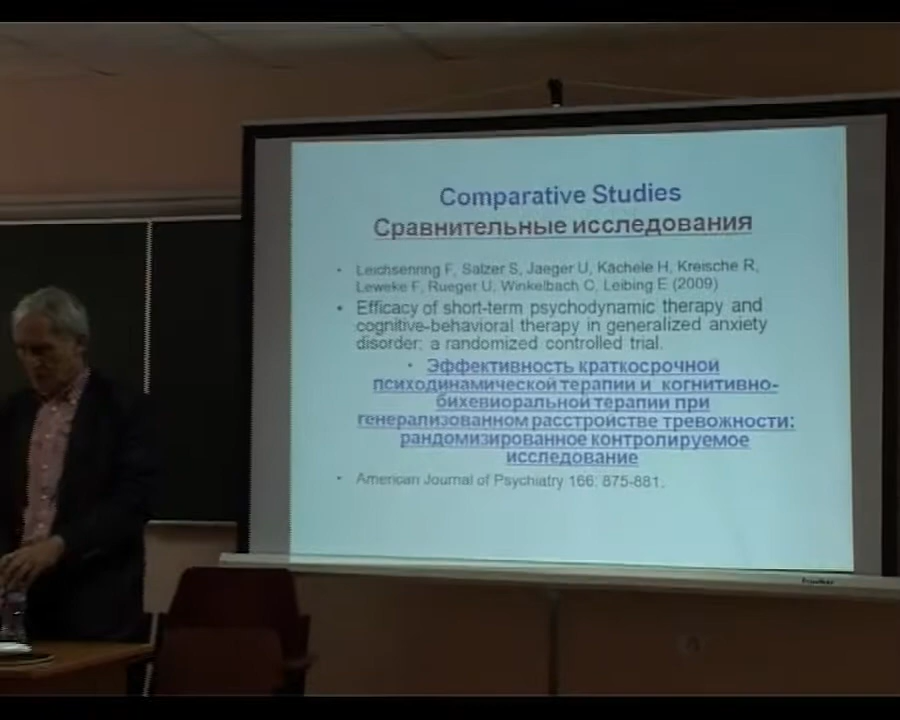 Comparative Studies
Сравнительные исследования
• Leichsenring F, Salzer S, Jaeger U, Kächele H, Kreische R,
Leweke F, Rueger U, Winkelbach C, Leibing E (2009)
• Efficacy of short-term psychodynamic therapy and
cognitive-behavioral therapy in generalized anxiety
disorder: a randomized controlled trial.
• Эффективность краткосрочной
психодинамической терапии и когнитивно-
бихевиоральной терапии при
генерализованном расстройстве тревожности:
рандомизированное контролируемое
исследование
• American Journal of Psychiatry 166: 875-881.